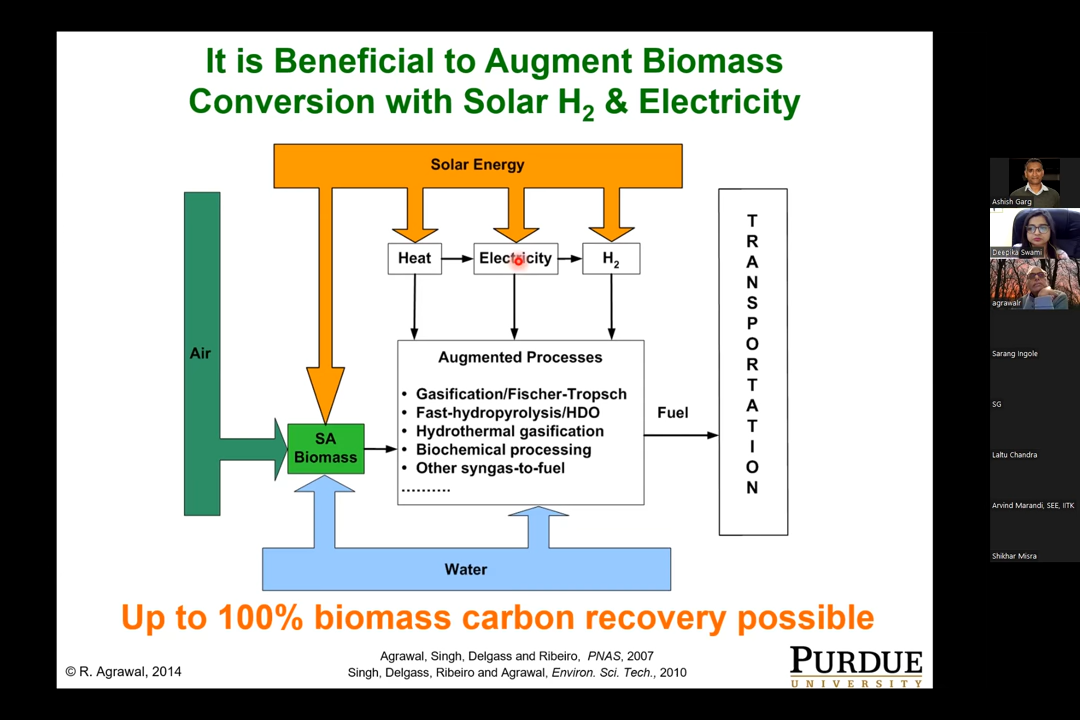 It is Beneficial to Augment Biomass
Conversion with Solar H2 & Electricity
Solar Energy
Heat
Electricity
H2
Air
SA
Biomass
Augmented Processes
• Gasification/Fischer-Tropsch
• Fast-hydropyrolysis/HDO
• Hydrothermal gasification
• Biochemical processing
• Other syngas-to-fuel
..........
Fuel
TRANSPORTATION
Water
Up to 100% biomass carbon recovery possible
Agrawal, Singh, Delgass and Ribeiro, PNAS, 2007
Singh, Delgass, Ribeiro and Agrawal, Environ. Sci. Tech., 2010
© R. Agrawal, 2014
PURDUE
UNIVERSITY
Ashish Garg
Deepika Swami
agrawalr
Sarang Ingole
SG
Laltu Chandra
Arvind Marandi, SEE, IITK
Shikhar Misra